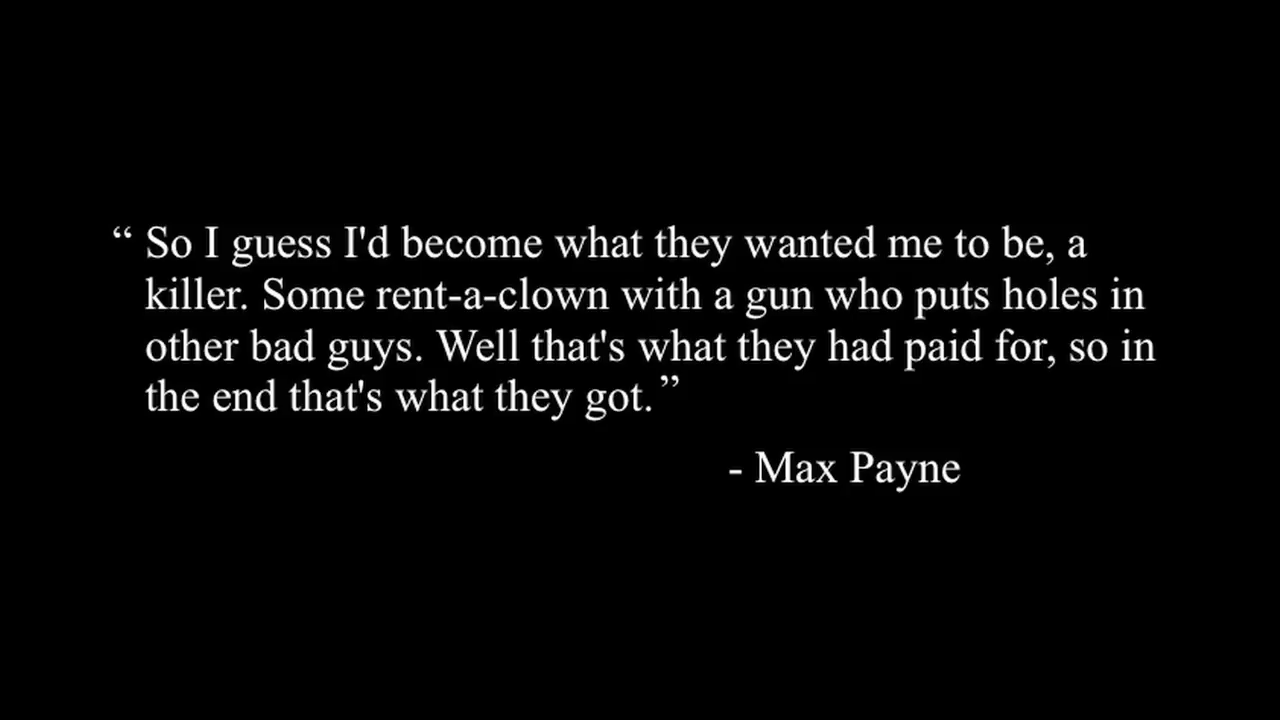 “ So I guess I'd become what they wanted me to be, a
killer. Some rent-a-clown with a gun who puts holes in
other bad guys. Well that's what they had paid for, so in
the end that's what they got. ”
- Max Payne